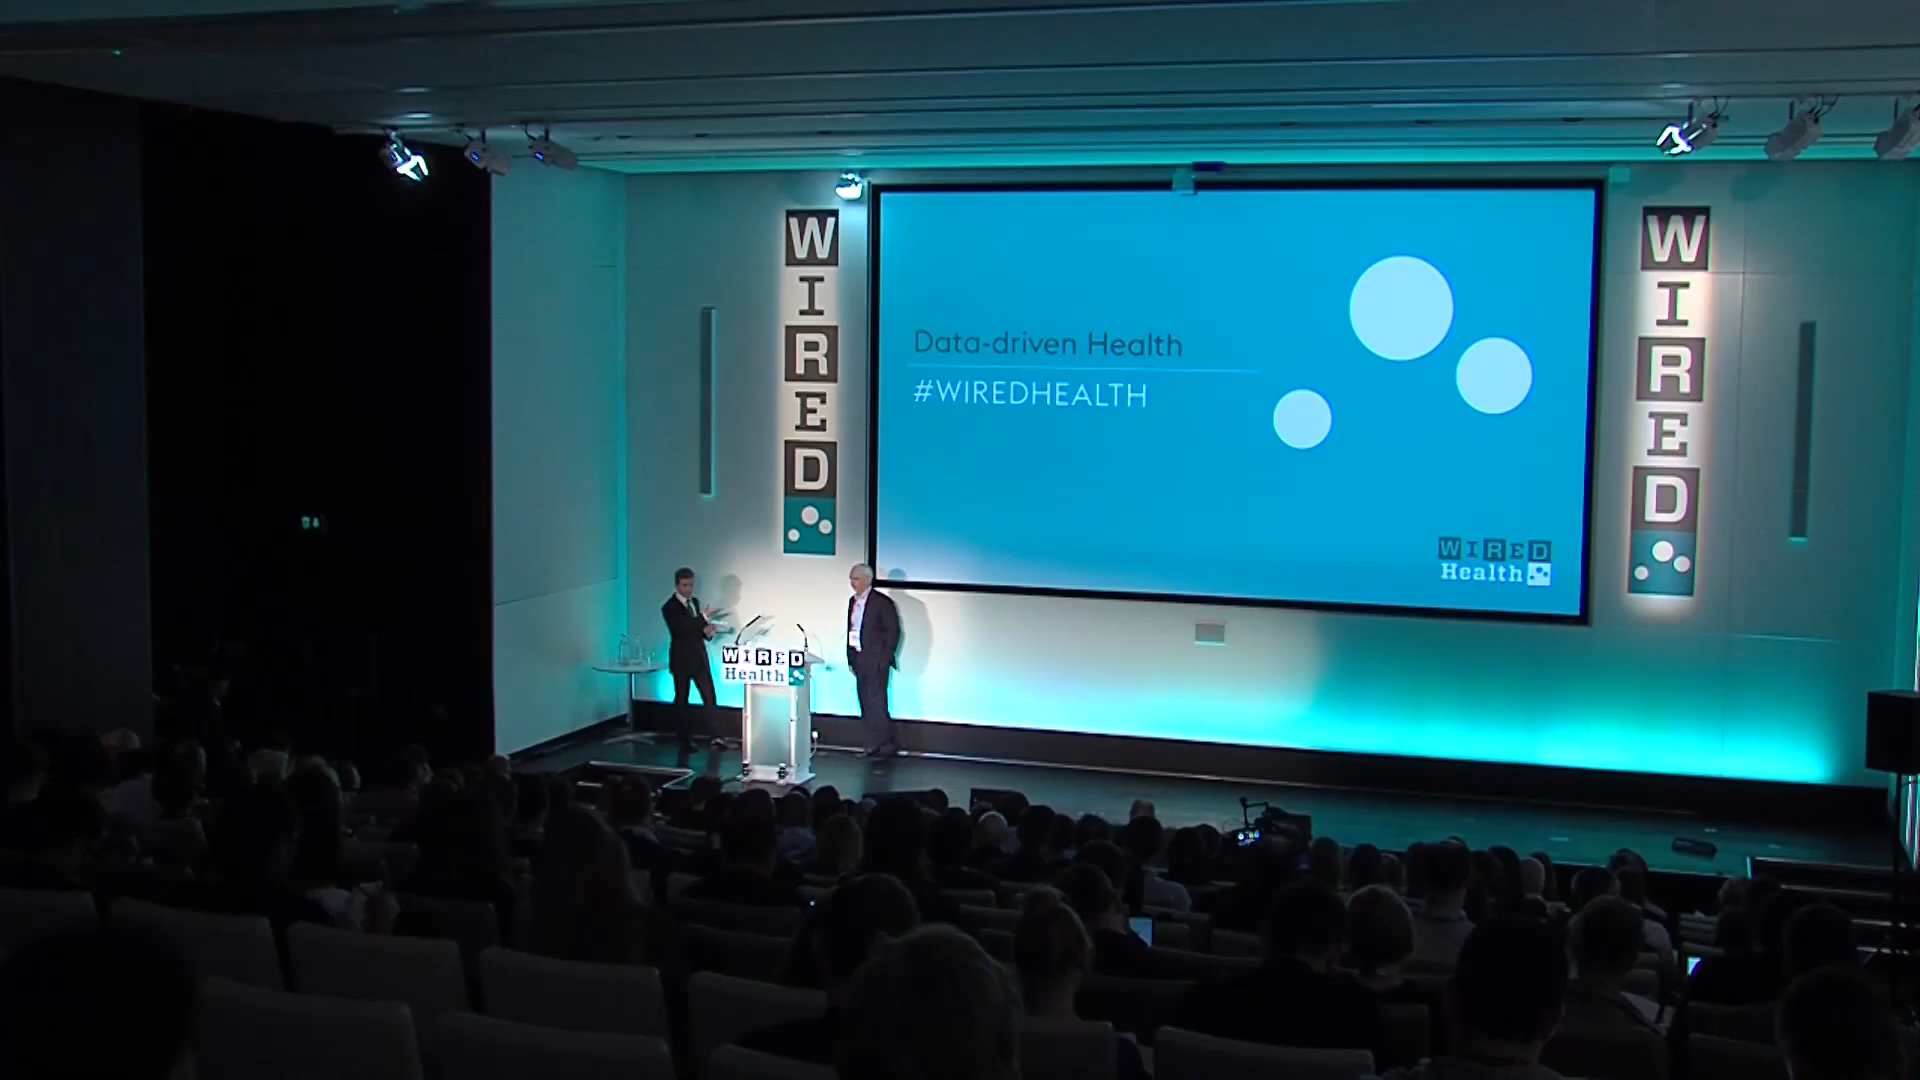 WIRED
Data-driven Health
#WIREDHEALTH
WIRED
Health
WIRED
WIRED
Health